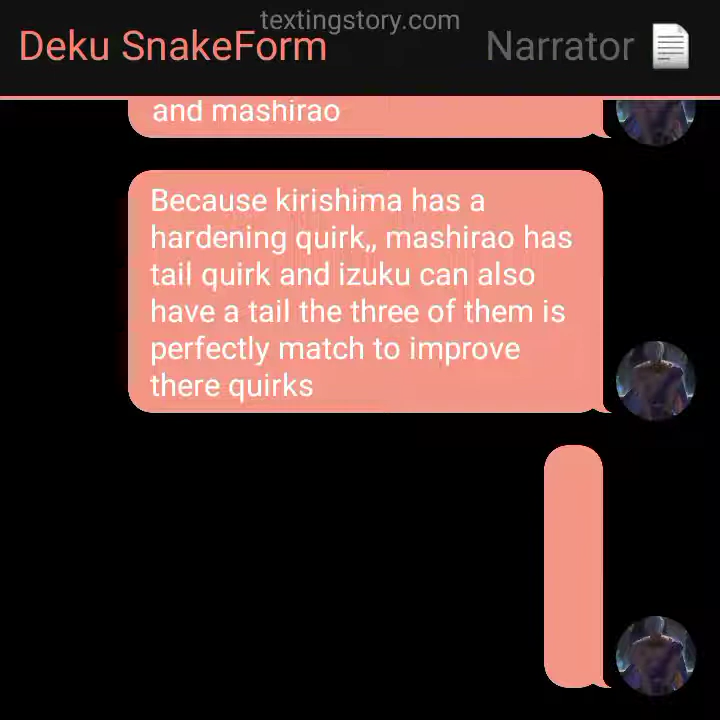 textingstory.com
Deku SnakeForm
Narrator
and mashirao
Because kirishima has a
hardening quirk,, mashirao has
tail quirk and izuku can also
have a tail the three of them is
perfectly match to improve
there quirks